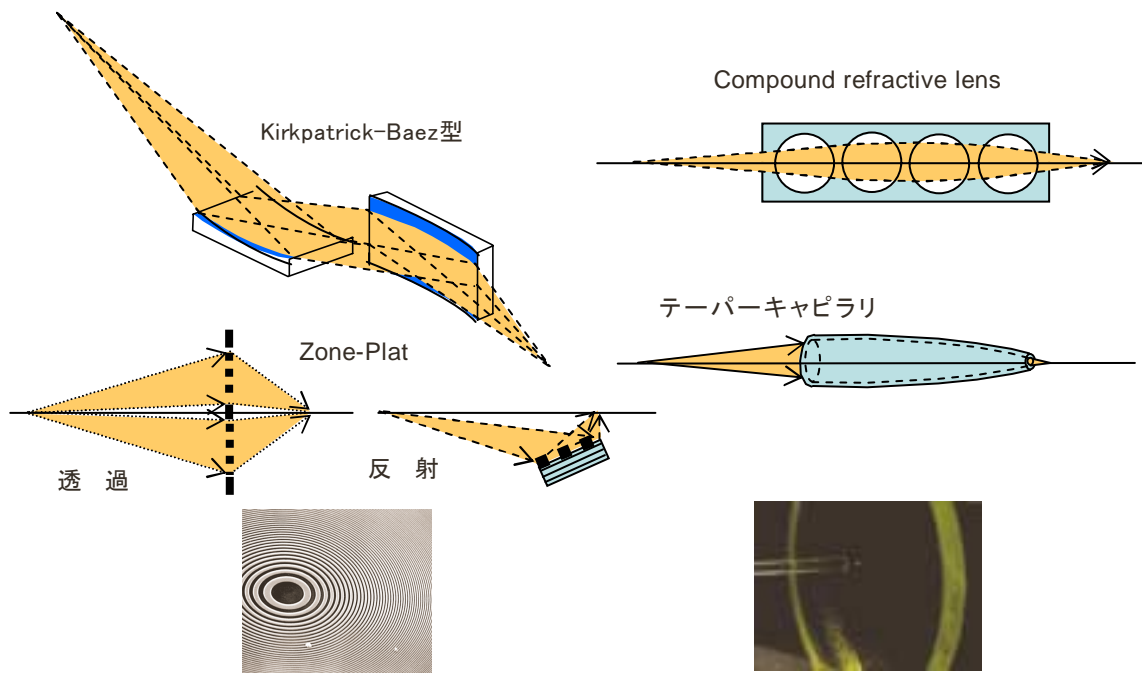 Kirkpatrick-Baez型
Compound refractive lens
Zone-Plat
テーパーキャピラリ
透 過
反 射